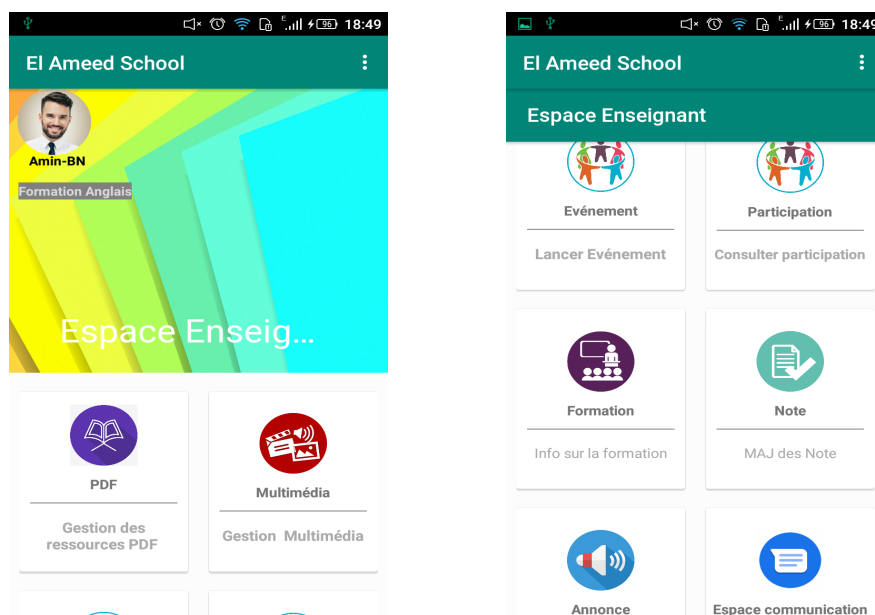 E
96
18:49
El Ameed School
Amin-BN
Formation Anglais
Espace Enseig...
PDF
Gestion des
ressources PDF
Multimédia
Gestion Multimédia
E
96
18:49
El Ameed School
Espace Enseignant
Evénement
Lancer Evénement
Participation
Consulter participation
Formation
Info sur la formation
Note
MAJ des Note
Annonce
Espace communication